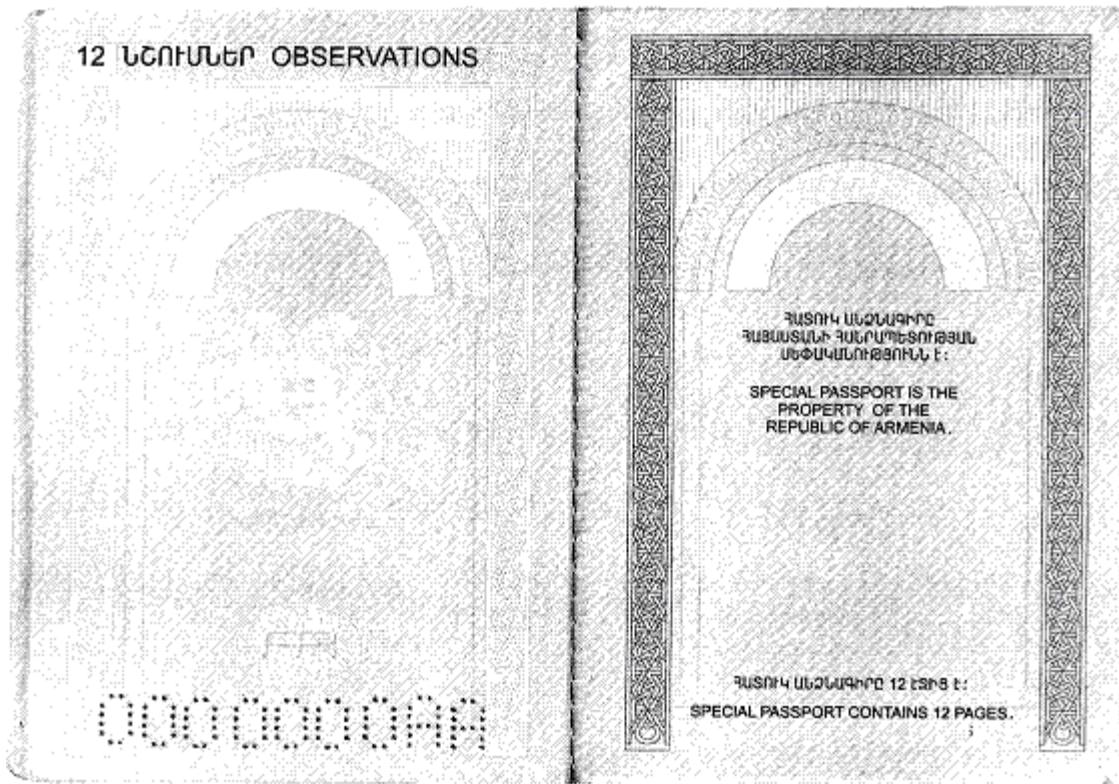 12 ՆՇՈՒՄՆԵՐ OBSERVATIONS
0000000AA
ՀԱՏՈՒԿ ԱՆՁՆԱԳԻՐԸ
ՀԱՅԱՍՏԱՆԻ ՀԱՆՐԱՊԵՏՈՒԹՅԱՆ
ՍԵՓԱԿԱՆՈՒԹՅՈՒՆՆ Է:
SPECIAL PASSPORT IS THE
PROPERTY OF THE
REPUBLIC OF ARMENIA.
ՀԱՏՈՒԿ ԱՆՁՆԱԳԻՐԸ 12 ԷՋԻՑ Է:
SPECIAL PASSPORT CONTAINS 12 PAGES.